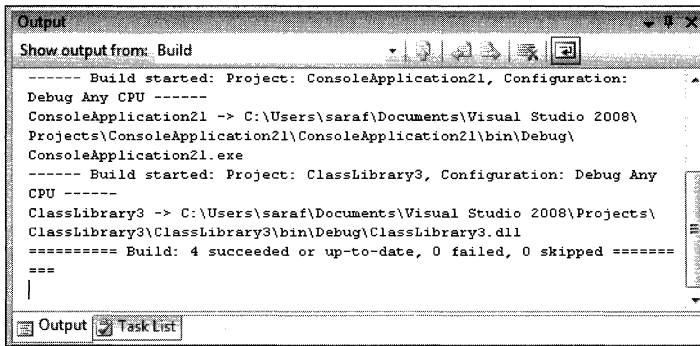 Output
Show output from: Build
------ Build started: Project: ConsoleApplication21, Configuration:
Debug Any CPU ------
ConsoleApplication21 -> C:\Users\saraf\Documents\Visual Studio 2008\
Projects\ConsoleApplication21\ConsoleApplication21\bin\Debug\
ConsoleApplication21.exe
------ Build started: Project: ClassLibrary3, Configuration: Debug Any
CPU ------
ClassLibrary3 -> C:\Users\saraf\Documents\Visual Studio 2008\Projects\
ClassLibrary3\ClassLibrary3\bin\Debug\ClassLibrary3.dll
========== Build: 4 succeeded or up-to-date, 0 failed, 0 skipped =======
===
Output Task List